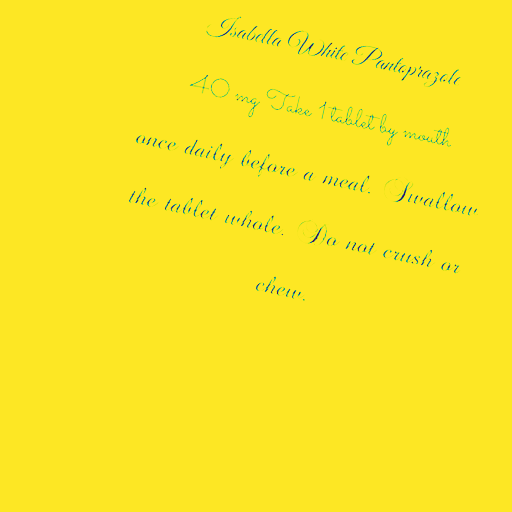 Isabella White Pantoprazole
40 mg Take 1 tablet by mouth
once daily before a meal. Swallow
the tablet whole. Do not crush or
chew.